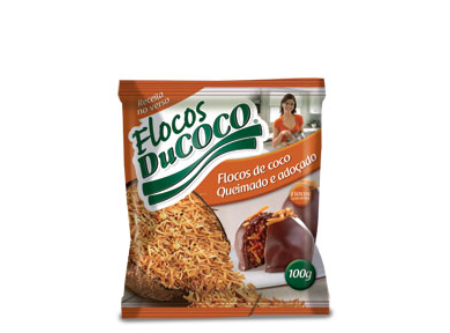 Receita
no verso
Flocos
DuCOCO®
Flocos de coco
Queimado e adoçado
100g